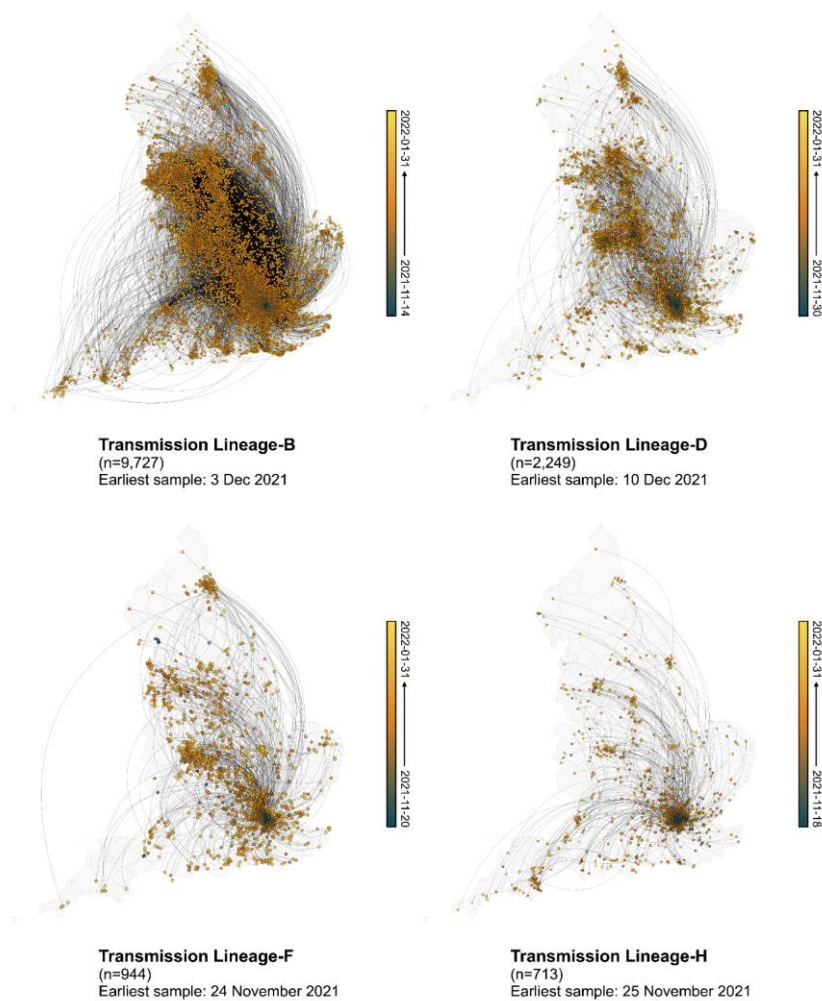 2022-01-31
2021-11-14
2022-01-31
2021-11-30
Transmission Lineage-B
(n=9,727)
Earliest sample: 3 Dec 2021
Transmission Lineage-D
(n=2,249)
Earliest sample: 10 Dec 2021
2022-01-31
2021-11-20
2022-01-31
2021-11-18
Transmission Lineage-F
(n=944)
Earliest sample: 24 November 2021
Transmission Lineage-H
(n=713)
Earliest sample: 25 November 2021